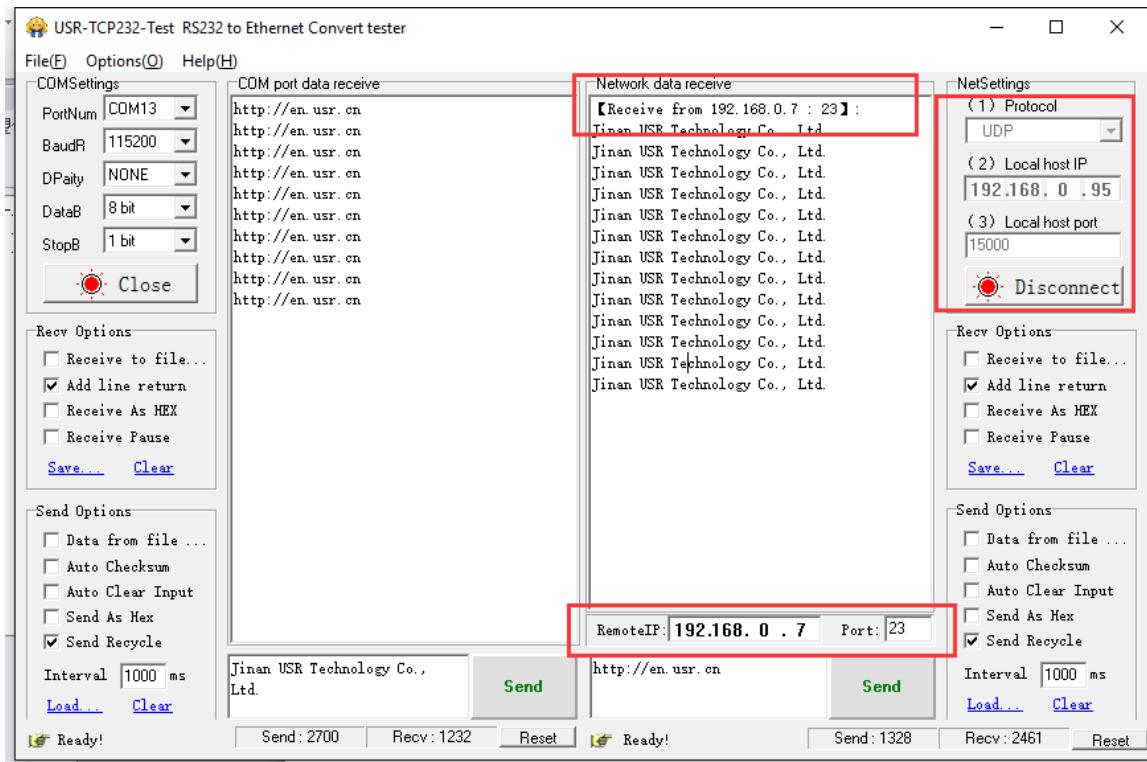 USR-TCP232-Test RS232 to Ethernet Convert tester
File(F) Options(O) Help(H)
COMSettings
PortNum COM13
BaudR 115200
DPaity NONE
DataB 8 bit
StopB 1 bit
Close
Recv Options
Receive to file...
Add line return
Receive As HEX
Receive Pause
Save... Clear
Send Options
Data from file ...
Auto Checksum
Auto Clear Input
Send As Hex
Send Recycle
Interval 1000 ms
Load... Clear
COM port data receive
http://en.usr.cn
http://en.usr.cn
http://en.usr.cn
http://en.usr.cn
http://en.usr.cn
http://en.usr.cn
http://en.usr.cn
http://en.usr.cn
http://en.usr.cn
http://en.usr.cn
Jinan USR Technology Co.,
Ltd.
Send
Network data receive
【Receive from 192.168.0.7 : 23】:
Jinan USR Technology Co., Ltd.
Jinan USR Technology Co., Ltd.
Jinan USR Technology Co., Ltd.
Jinan USR Technology Co., Ltd.
Jinan USR Technology Co., Ltd.
Jinan USR Technology Co., Ltd.
Jinan USR Technology Co., Ltd.
Jinan USR Technology Co., Ltd.
Jinan USR Technology Co., Ltd.
Jinan USR Technology Co., Ltd.
Jinan USR Technology Co., Ltd.
Jinan USR Technology Co., Ltd.
Jinan USR Technology Co., Ltd.
RemoteIP: 192.168. 0 . 7 Port: 23
http://en.usr.cn
Send
NetSettings
(1) Protocol
UDP
(2) Local host IP
192.168. 0 .95
(3) Local host port
15000
Disconnect
Recv Options
Receive to file...
Add line return
Receive As HEX
Receive Pause
Save... Clear
Send Options
Data from file ...
Auto Checksum
Auto Clear Input
Send As Hex
Send Recycle
Interval 1000 ms
Load... Clear
Ready! Send : 2700 Recv : 1232 Reset
Ready! Send : 1328 Recv : 2461 Reset